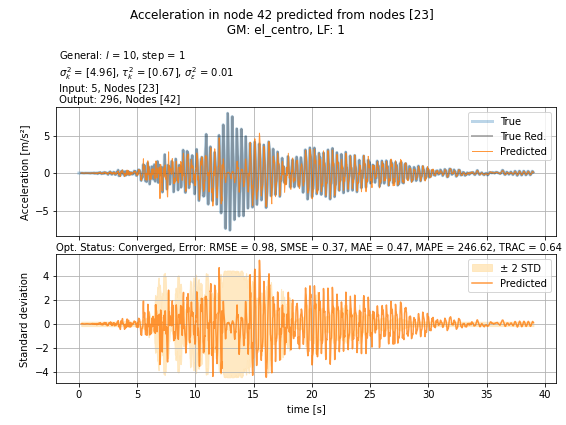 Acceleration in node 42 predicted from nodes [23]
GM: el_centro, LF: 1
General: l = 10, step = 1
σ²ₖ = [4.96], τ²ₖ = [0.67], σ²ε = 0.01
Input: 5, Nodes [23]
Output: 296, Nodes [42]
True
True Red.
Predicted
Acceleration [m/s²]
5
0
−5
Opt. Status: Converged, Error: RMSE = 0.98, SMSE = 0.37, MAE = 0.47, MAPE = 246.62, TRAC = 0.64
± 2 STD
Predicted
Standard deviation
4
2
0
−2
−4
0 5 10 15 20 25 30 35 40
time [s]